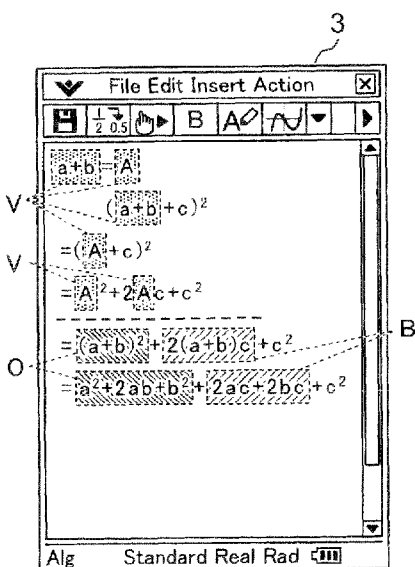 3
File Edit Insert Action
1/2 0.5 B A
a+b=A
V (a+b+c)²
=(A+c)²
V =A²+2Ac+c²
=(a+b)²+2(a+b)c+c² B
O =a²+2ab+b²+2ac+2bc+c²
Alg Standard Real Rad